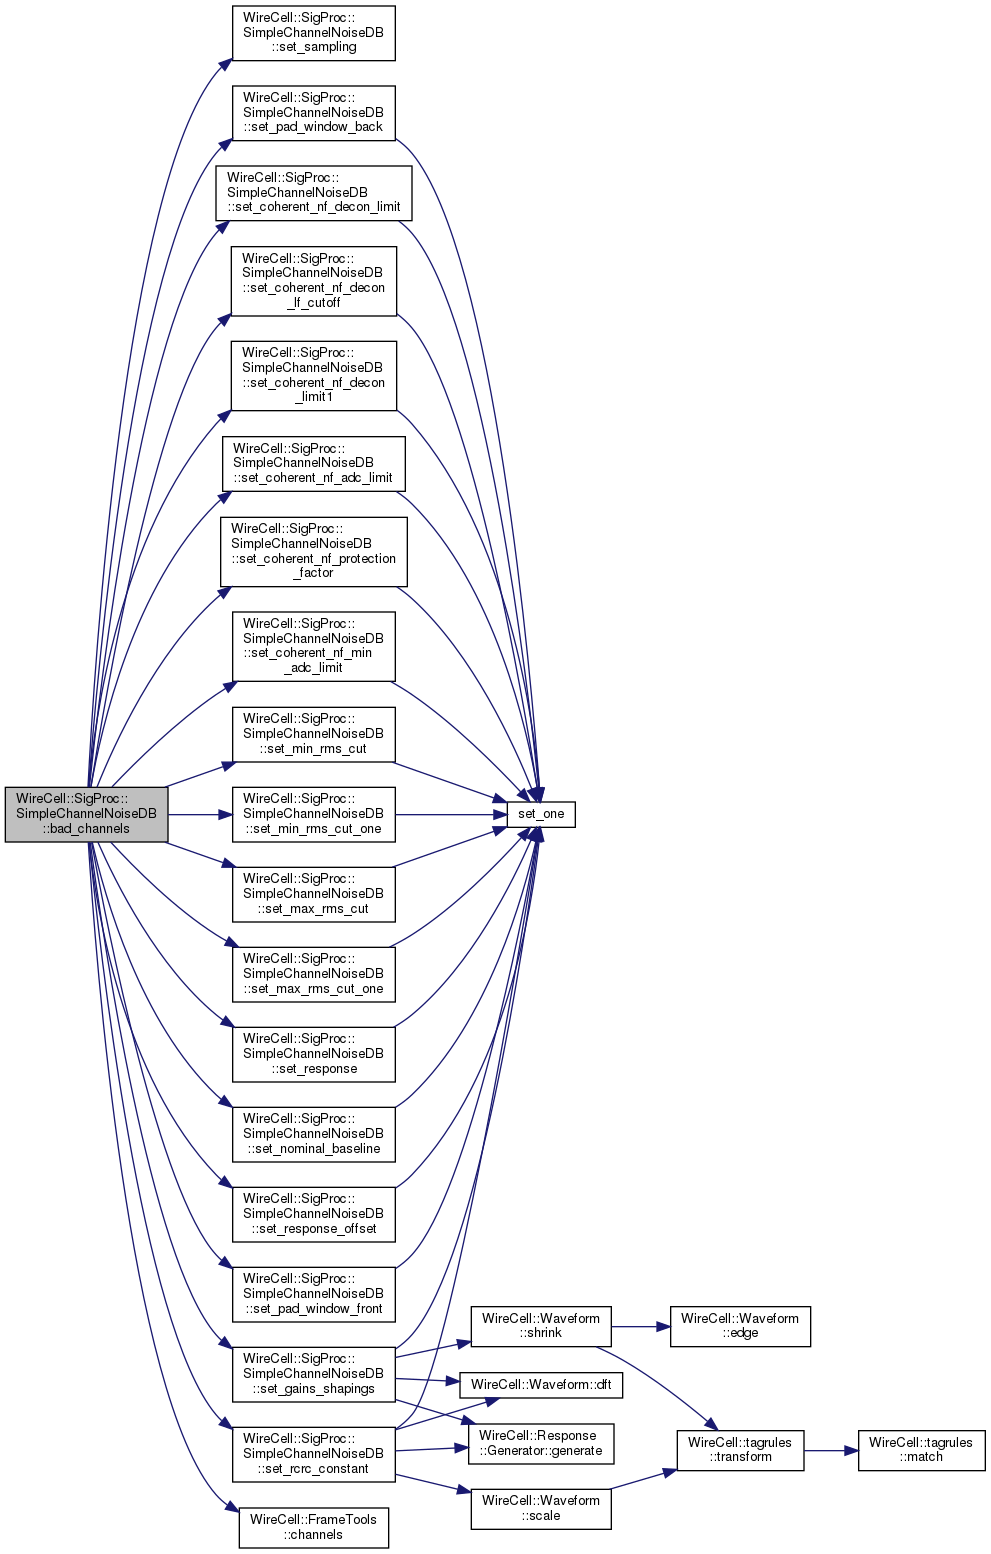 WireCell::SigProc::
SimpleChannelNoiseDB
::set_sampling
WireCell::SigProc::
SimpleChannelNoiseDB
::set_pad_window_back
WireCell::SigProc::
SimpleChannelNoiseDB
::set_coherent_nf_decon_limit
WireCell::SigProc::
SimpleChannelNoiseDB
::set_coherent_nf_decon
_lf_cutoff
WireCell::SigProc::
SimpleChannelNoiseDB
::set_coherent_nf_decon
_limit1
WireCell::SigProc::
SimpleChannelNoiseDB
::set_coherent_nf_adc_limit
WireCell::SigProc::
SimpleChannelNoiseDB
::set_coherent_nf_protection
_factor
WireCell::SigProc::
SimpleChannelNoiseDB
::set_coherent_nf_min
_adc_limit
WireCell::SigProc::
SimpleChannelNoiseDB
::set_min_rms_cut
WireCell::SigProc::
SimpleChannelNoiseDB
::bad_channels
WireCell::SigProc::
SimpleChannelNoiseDB
::set_min_rms_cut_one
set_one
WireCell::SigProc::
SimpleChannelNoiseDB
::set_max_rms_cut
WireCell::SigProc::
SimpleChannelNoiseDB
::set_max_rms_cut_one
WireCell::SigProc::
SimpleChannelNoiseDB
::set_response
WireCell::SigProc::
SimpleChannelNoiseDB
::set_nominal_baseline
WireCell::SigProc::
SimpleChannelNoiseDB
::set_response_offset
WireCell::SigProc::
SimpleChannelNoiseDB
::set_pad_window_front
WireCell::SigProc::
SimpleChannelNoiseDB
::set_gains_shapings
WireCell::Waveform
::shrink
WireCell::Waveform
::edge
WireCell::Waveform::dft
WireCell::Response
::Generator::generate
WireCell::tagrules
::transform
WireCell::tagrules
::match
WireCell::SigProc::
SimpleChannelNoiseDB
::set_rcrc_constant
WireCell::Waveform
::scale
WireCell::FrameTools
::channels